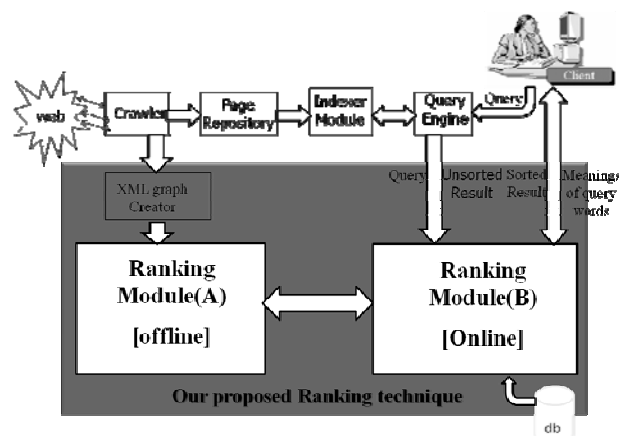 Client
web
Crawler
Page
Repository
Indexer
Module
Query
Engine
Query
XML graph
Creator
Query
Unsorted
Result
Sorted
Result
Meanings
of query
words
Ranking
Module(A)
[offline]
Ranking
Module(B)
[Online]
Our proposed Ranking technique
db